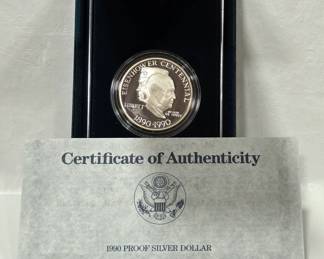 EISENHOWER CENTENNIAL
LIBERTY
1890-1990
Certificate of Authenticity
1990 PROOF SILVER DOLLAR